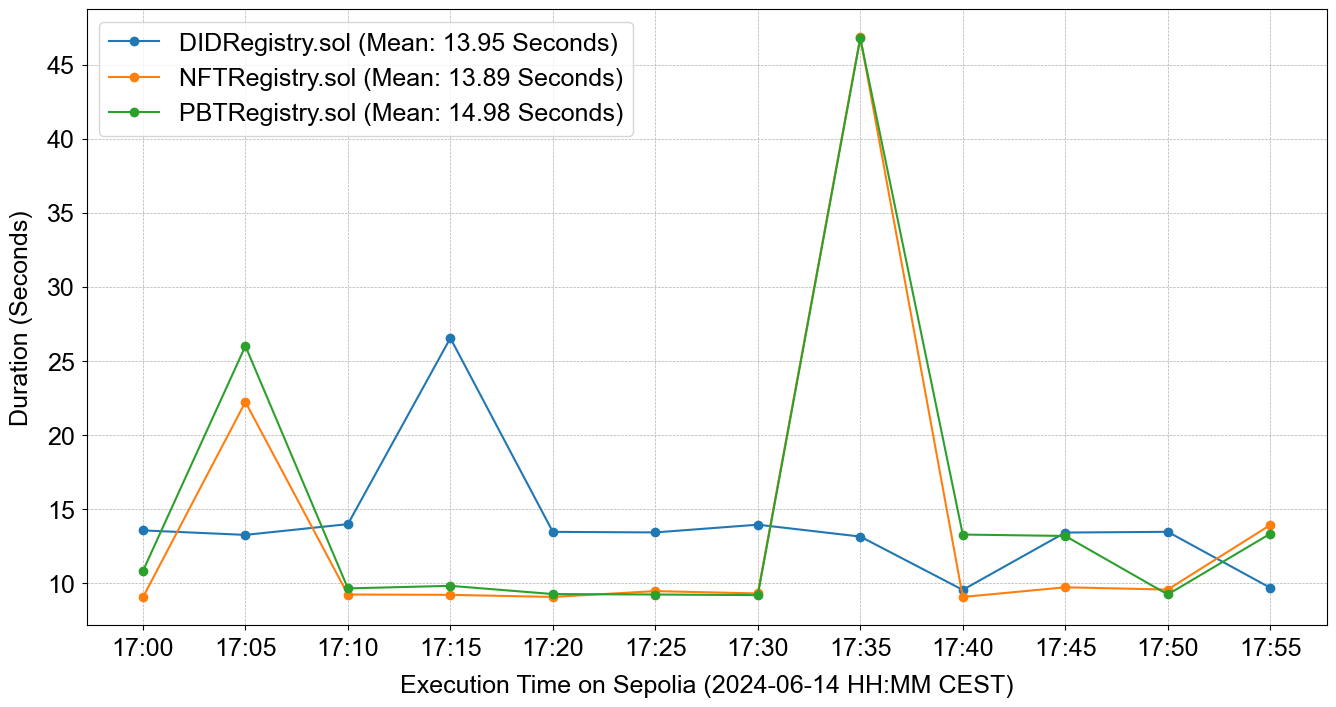 DIDRegistry.sol (Mean: 13.95 Seconds)
NFTRegistry.sol (Mean: 13.89 Seconds)
PBTRegistry.sol (Mean: 14.98 Seconds)
45
40
35
30
25
20
15
10
Duration (Seconds)
17:00 17:05 17:10 17:15 17:20 17:25 17:30 17:35 17:40 17:45 17:50 17:55
Execution Time on Sepolia (2024-06-14 HH:MM CEST)